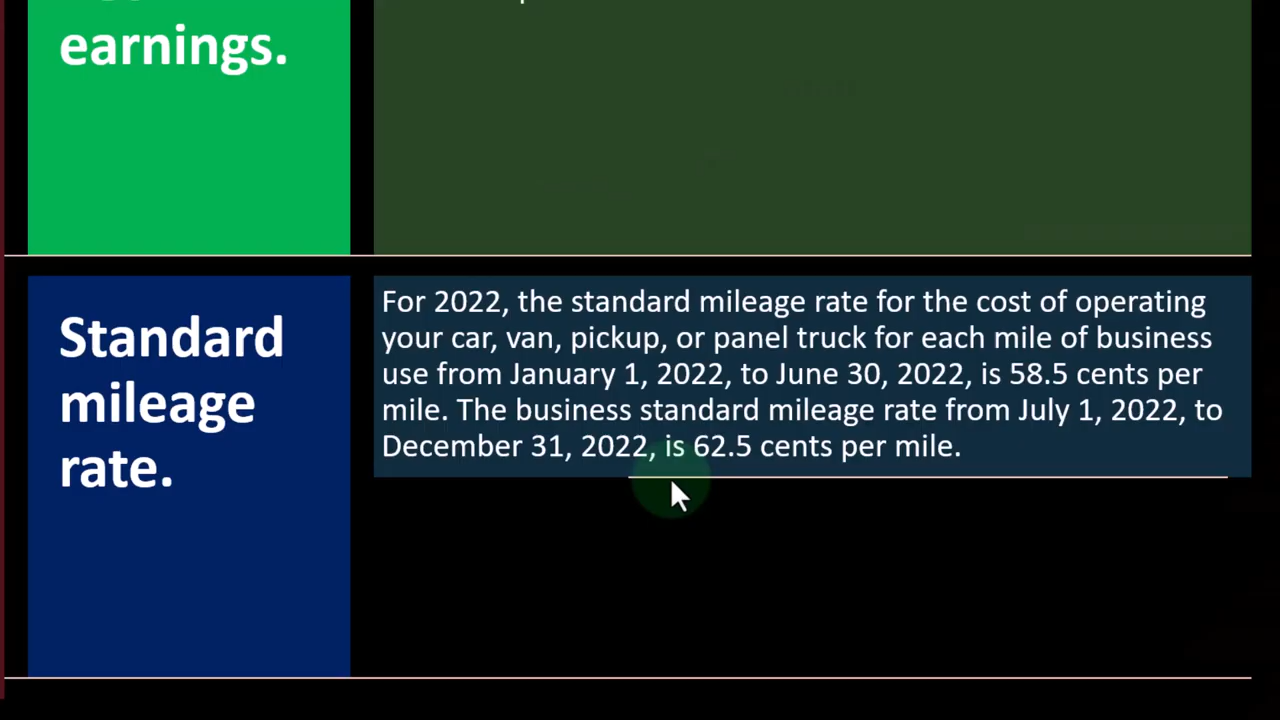 earnings.
Standard
mileage
rate.
For 2022, the standard mileage rate for the cost of operating
your car, van, pickup, or panel truck for each mile of business
use from January 1, 2022, to June 30, 2022, is 58.5 cents per
mile. The business standard mileage rate from July 1, 2022, to
December 31, 2022, is 62.5 cents per mile.